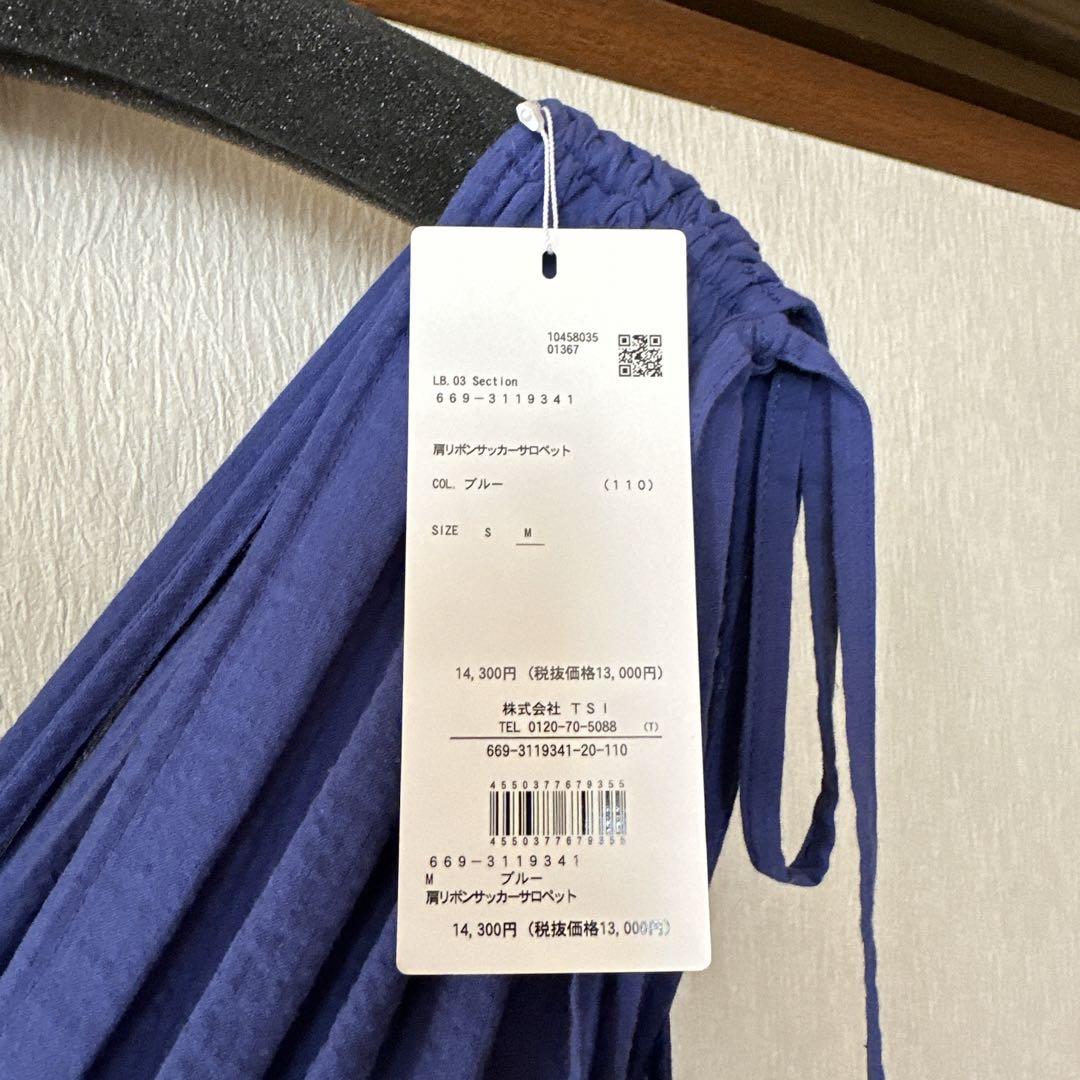 10458035
01367
LB.03 Section
669-3119341
肩リボンサッカーサロペット
COL. ブルー (110)
SIZE S M
14,300円 (税抜価格13,000円)
株式会社 TSI
TEL 0120-70-5088 (T)
669-3119341-20-110
4550377679355
4550377679355
669-3119341
M ブルー
肩リボンサッカーサロペット
14,300円 (税抜価格13,000円)